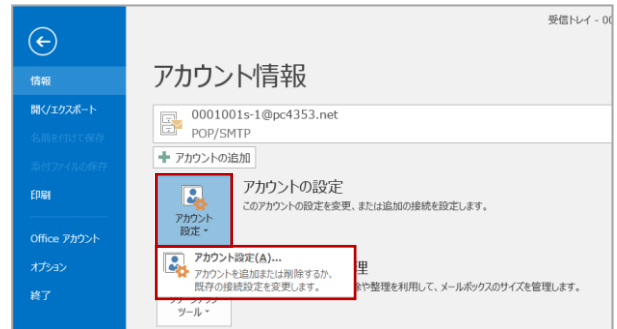 受信トレイ - 00
アカウント情報
情報
開く/エクスポート
名前を付けて保存
添付ファイルの保存
印刷
Office アカウント
オプション
終了
0001001s-1@pc4353.net
POP/SMTP
アカウントの追加
アカウント
設定
アカウントの設定
このアカウントの設定を変更、または追加の接続を設定します。
アカウント設定(A)...
アカウントを追加または削除するか、
既存の接続設定を変更します。
理
や整理を利用して、メールボックスのサイズを管理します。
ツール